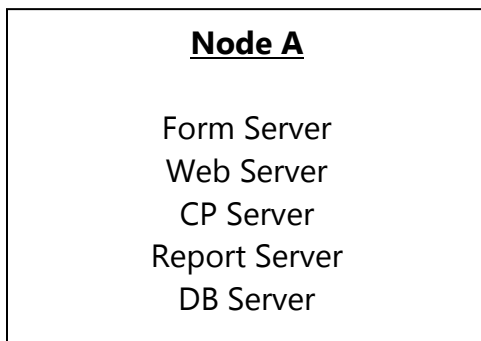 Node A
Form Server
Web Server
CP Server
Report Server
DB Server